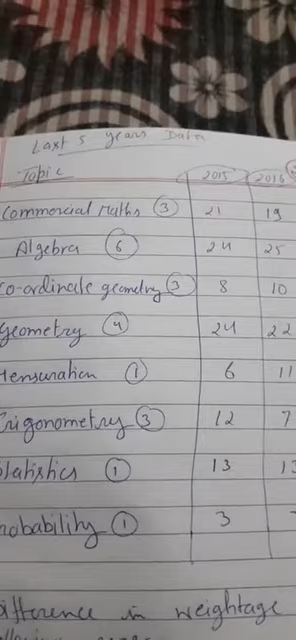 Last 5 years Data
Topic 2015 2016
Commercial Maths 3 21 19
Algebra 6 24 25
Co-ordinate geometry 3 8 10
Geometry 4 24 22
Mensuration 1 6 11
Trigonometry 3 12 7
Statistics 1 13
Probability 1 3
Difference in weightage